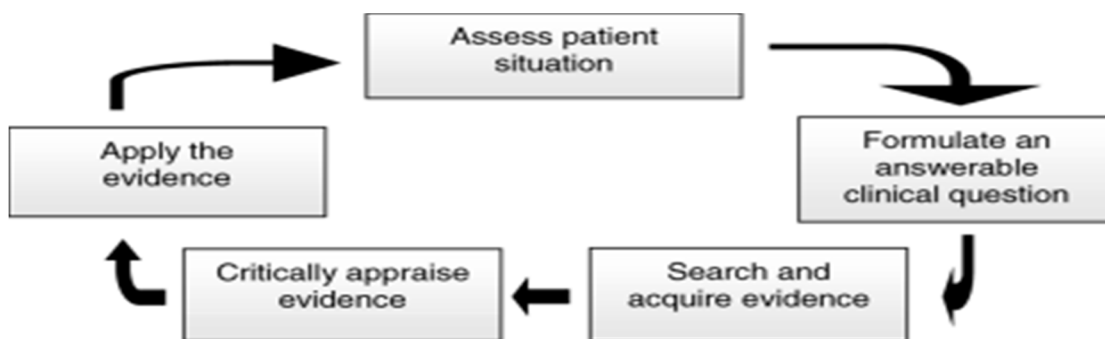 Assess patient
situation
Formulate an
answerable
clinical question
Search and
acquire evidence
Critically appraise
evidence
Apply the
evidence